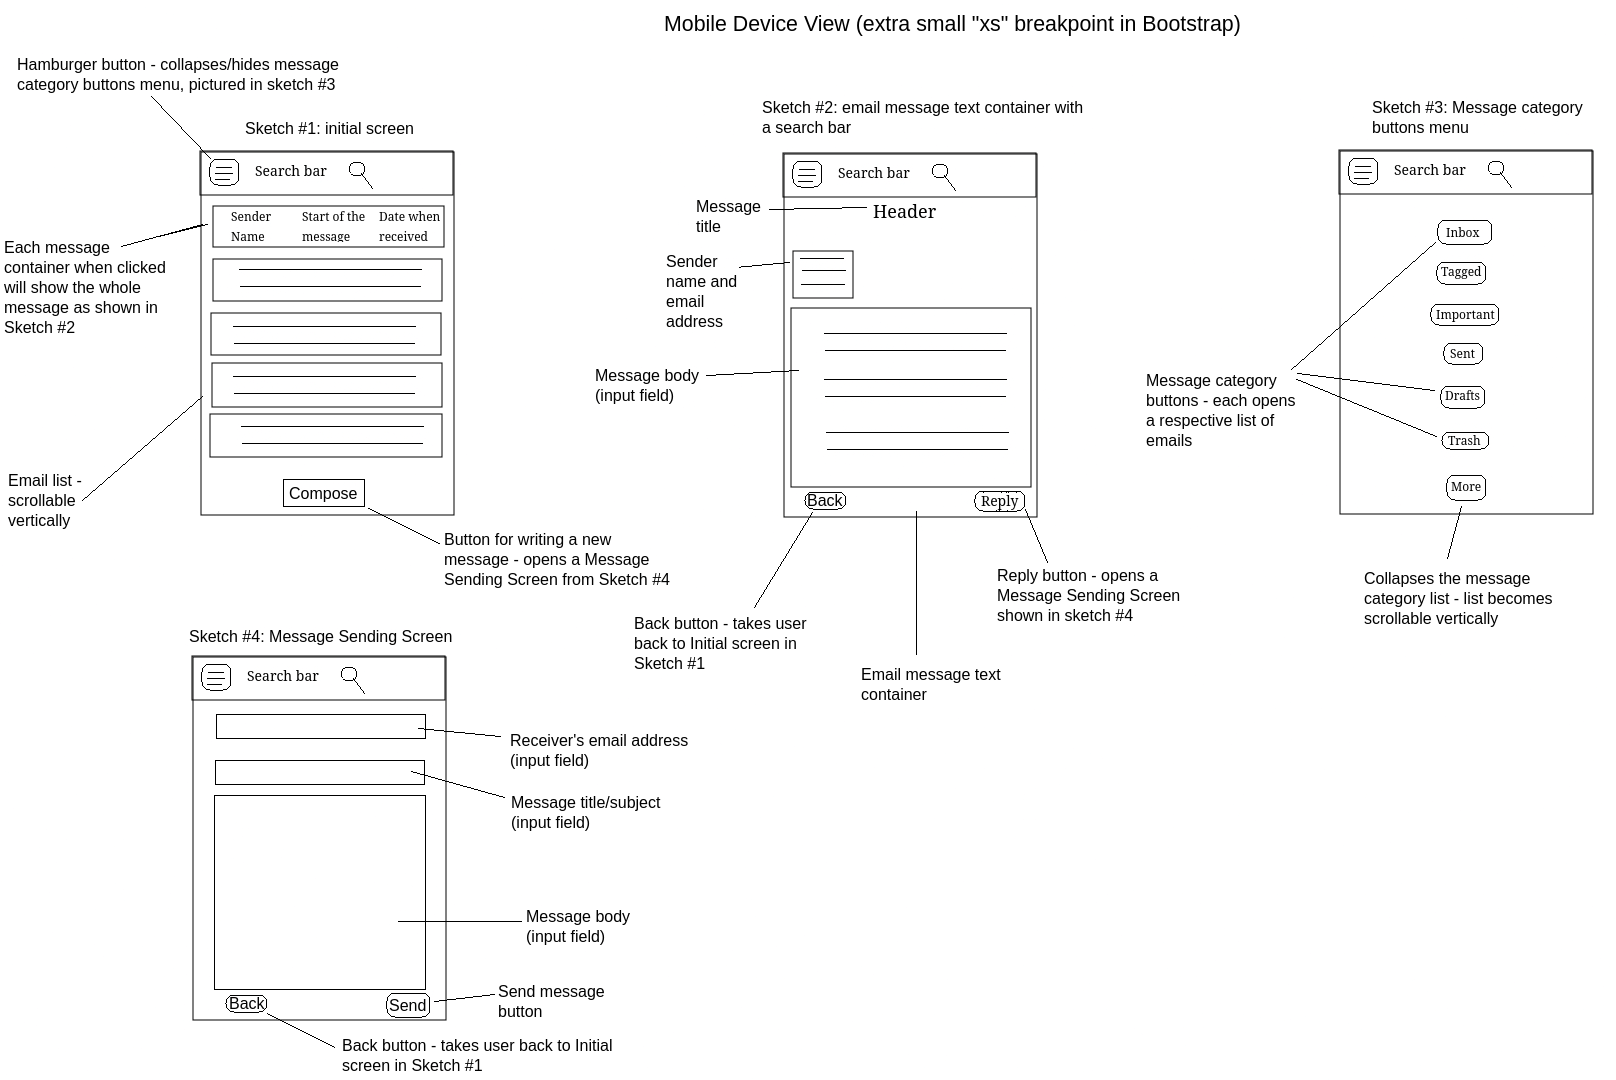 Mobile Device View (extra small "xs" breakpoint in Bootstrap)
Hamburger button - collapses/hides message
category buttons menu, pictured in sketch #3
Sketch #1: initial screen
Search bar
Sender
Name
Start of the
message
Date when
received
Each message
container when clicked
will show the whole
message as shown in
Sketch #2
Email list -
scrollable
vertically
Compose
Button for writing a new
message - opens a Message
Sending Screen from Sketch #4
Sketch #2: email message text container with
a search bar
Search bar
Message
title
Header
Sender
name and
email
address
Message body
(input field)
Back
Reply
Back button - takes user
back to Initial screen in
Sketch #1
Email message text
container
Reply button - opens a
Message Sending Screen
shown in sketch #4
Sketch #3: Message category
buttons menu
Search bar
Inbox
Tagged
Important
Sent
Drafts
Trash
More
Message category
buttons - each opens
a respective list of
emails
Collapses the message
category list - list becomes
scrollable vertically
Sketch #4: Message Sending Screen
Search bar
Receiver's email address
(input field)
Message title/subject
(input field)
Message body
(input field)
Back
Send
Send message
button
Back button - takes user back to Initial
screen in Sketch #1